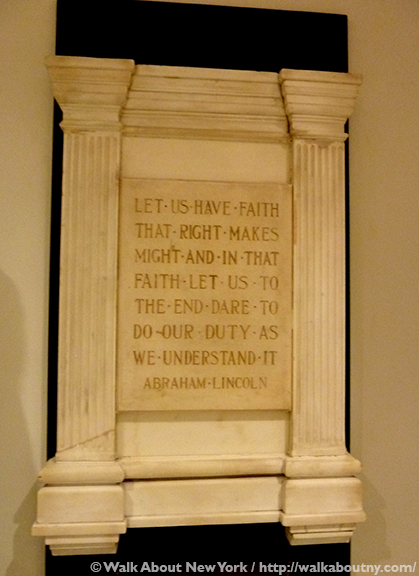 LET·US·HAVE·FAITH
THAT·RIGHT·MAKES
MIGHT·AND·IN·THAT
FAITH·LET·US·TO
THE·END·DARE·TO
DO·OUR·DUTY·AS
WE·UNDERSTAND·IT
ABRAHAM·LINCOLN
© Walk About New York / http://walkaboutny.com/